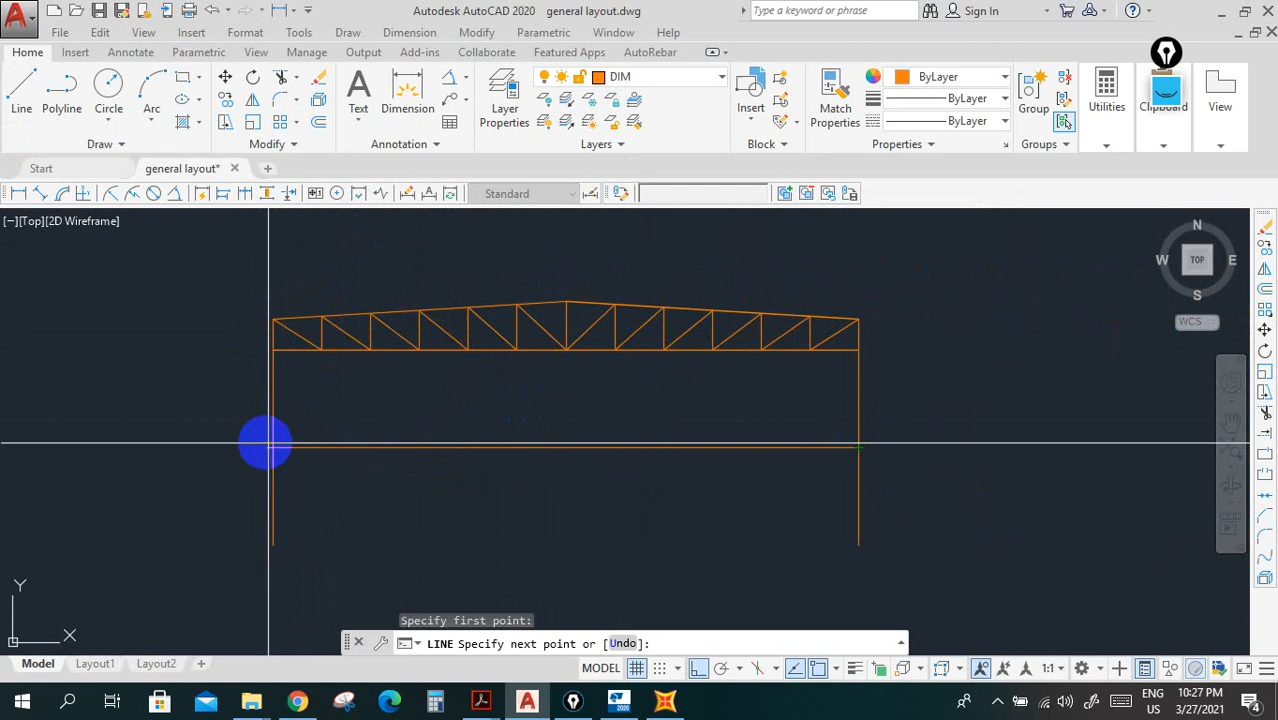 Autodesk AutoCAD 2020 general layout.dwg
Type a keyword or phrase
Sign In
File Edit View Insert Format Tools Draw Dimension Modify Parametric Window Help
Home Insert Annotate Parametric View Manage Output Add-ins Collaborate Featured Apps AutoRebar
Line Polyline Circle Arc
Text Dimension
Layer Properties
DIM
Insert
Match Properties
ByLayer
ByLayer
ByLayer
Group
Utilities
Clipboard
View
Draw Modify Annotation Layers Block Properties Groups
Start general layout*
Standard
[−][Top][2D Wireframe]
N
W TOP E
S
WCS
Y
X
Specify first point:
LINE Specify next point or [Undo]:
Model Layout1 Layout2
MODEL 1:1
ENG
US
10:27 PM
3/27/2021
4